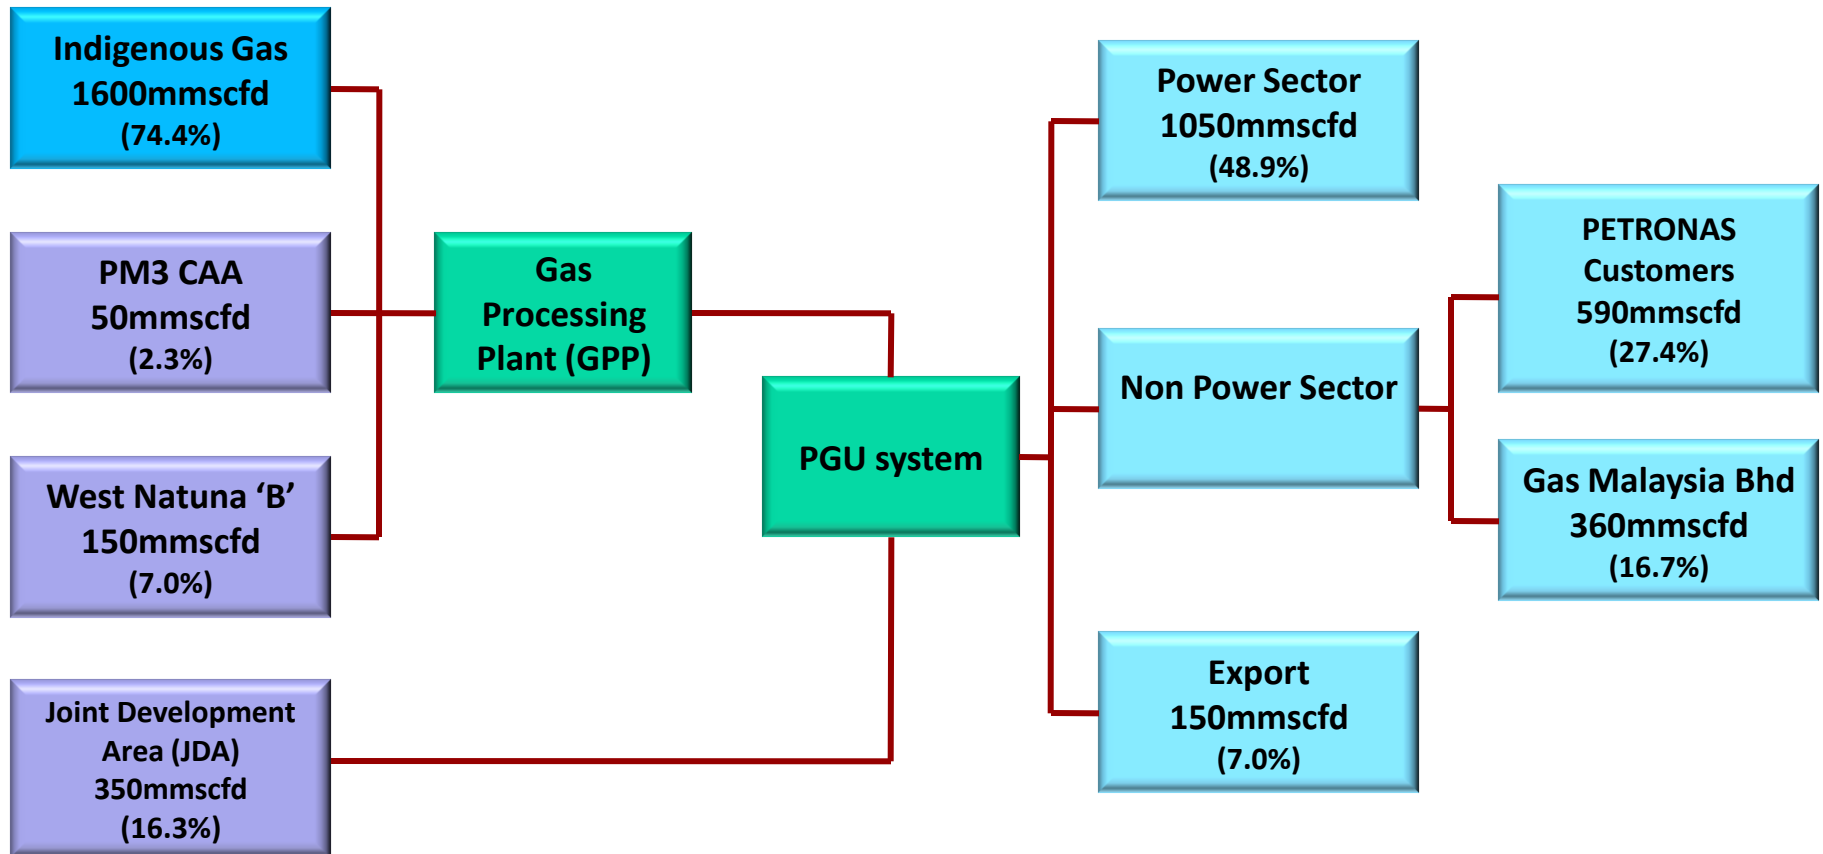 Indigenous Gas
1600mmscfd
(74.4%)
PM3 CAA
50mmscfd
(2.3%)
West Natuna ‘B’
150mmscfd
(7.0%)
Joint Development
Area (JDA)
350mmscfd
(16.3%)
Gas
Processing
Plant (GPP)
PGU system
Power Sector
1050mmscfd
(48.9%)
Non Power Sector
Export
150mmscfd
(7.0%)
PETRONAS
Customers
590mmscfd
(27.4%)
Gas Malaysia Bhd
360mmscfd
(16.7%)